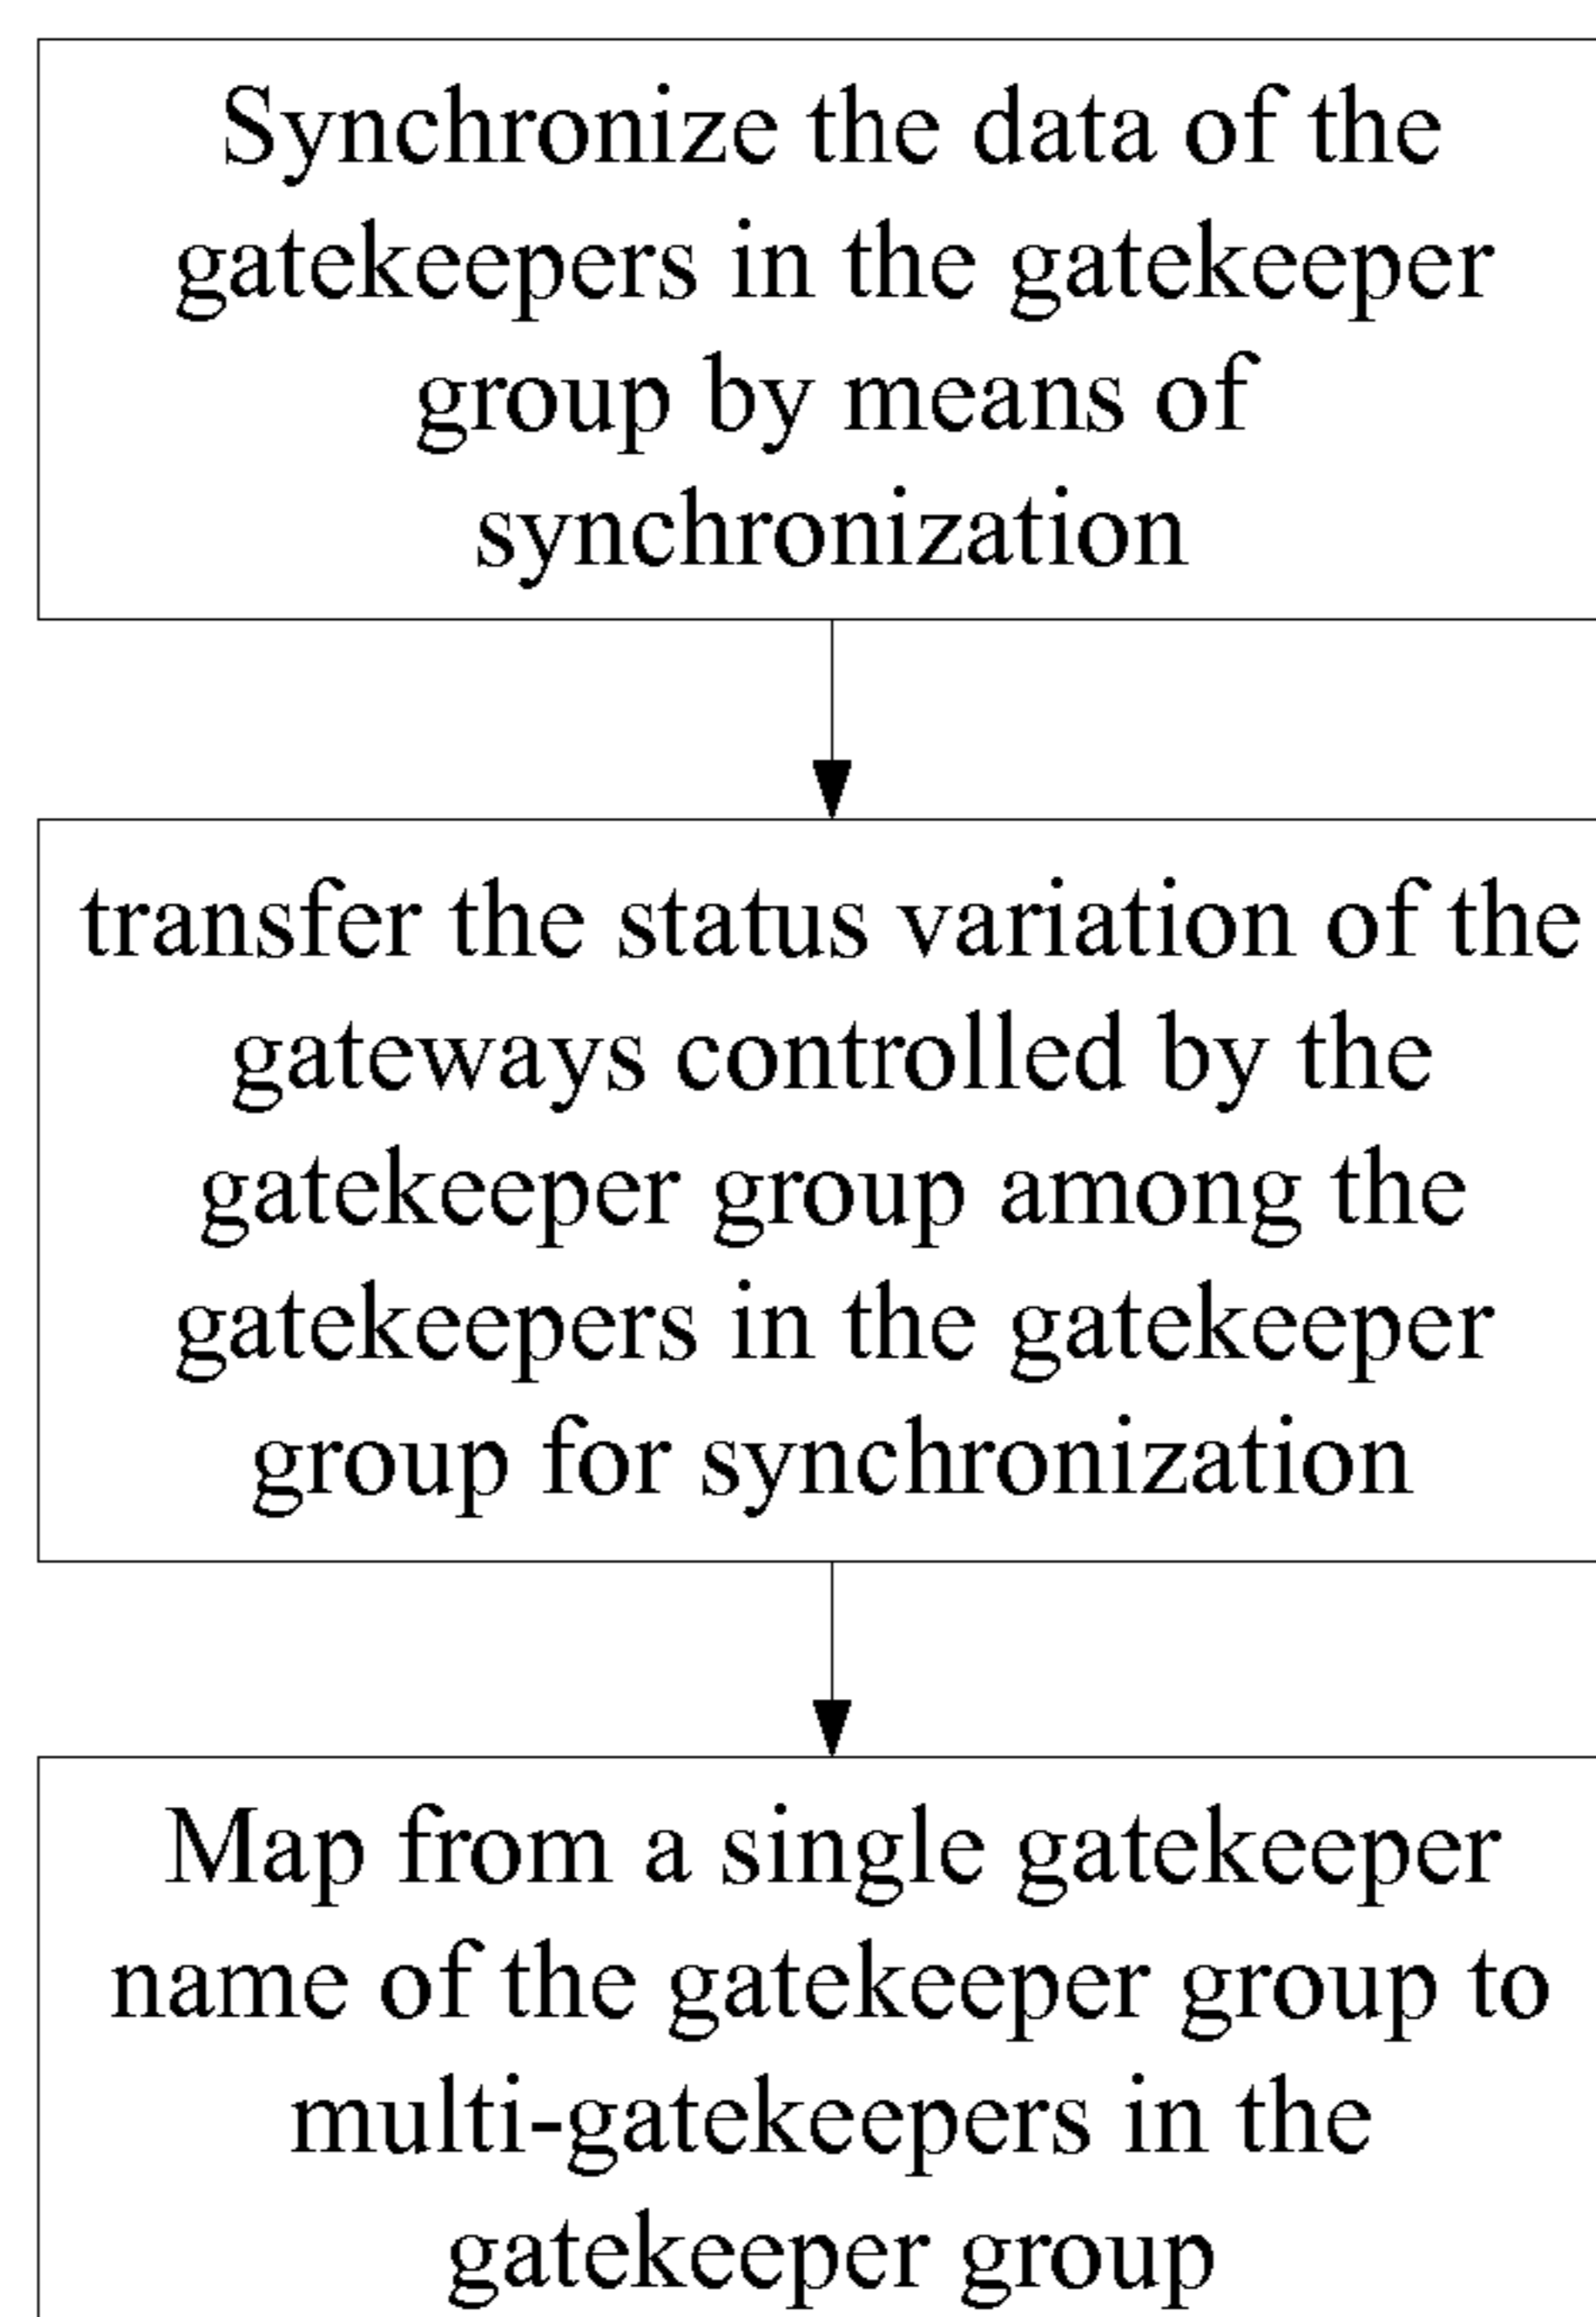 Synchronize the data of the
gatekeepers in the gatekeeper
group by means of
synchronization
transfer the status variation of the
gateways controlled by the
gatekeeper group among the
gatekeepers in the gatekeeper
group for synchronization
Map from a single gatekeeper
name of the gatekeeper group to
multi-gatekeepers in the
gatekeeper group